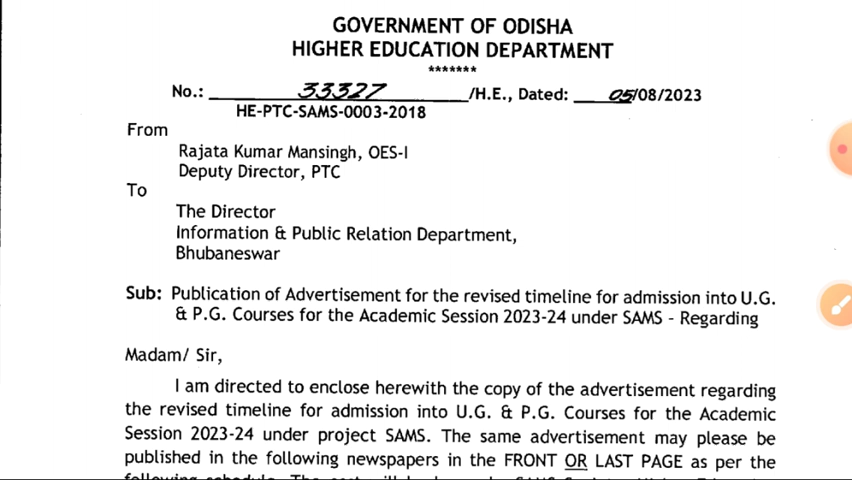 GOVERNMENT OF ODISHA
HIGHER EDUCATION DEPARTMENT
*******
No.: 33327 /H.E., Dated: 05/08/2023
HE-PTC-SAMS-0003-2018
From
Rajata Kumar Mansingh, OES-I
Deputy Director, PTC
To
The Director
Information & Public Relation Department,
Bhubaneswar
Sub: Publication of Advertisement for the revised timeline for admission into U.G.
& P.G. Courses for the Academic Session 2023-24 under SAMS - Regarding
Madam/ Sir,
I am directed to enclose herewith the copy of the advertisement regarding
the revised timeline for admission into U.G. & P.G. Courses for the Academic
Session 2023-24 under project SAMS. The same advertisement may please be
published in the following newspapers in the FRONT OR LAST PAGE as per the